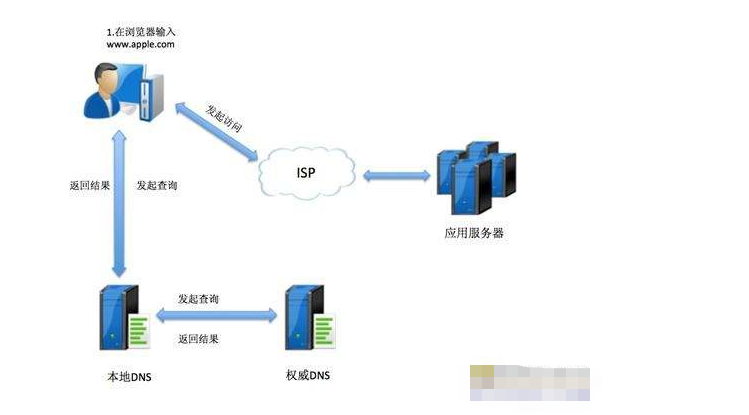 1.在浏览器输入
www.apple.com
发起访问
ISP
返回结果
发起查询
应用服务器
发起查询
返回结果
本地DNS
权威DNS